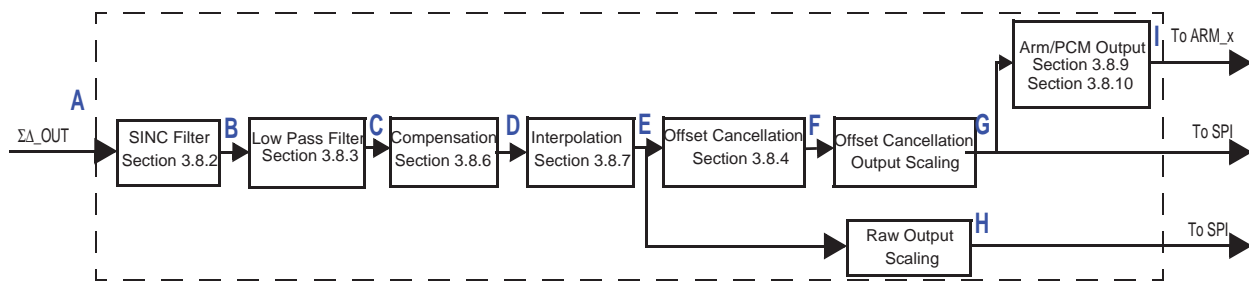 A
ΣΔ_OUT
SINC Filter
Section 3.8.2
B
Low Pass Filter
Section 3.8.3
C
Compensation
Section 3.8.6
D
Interpolation
Section 3.8.7
E
Offset Cancellation
Section 3.8.4
F
Offset Cancellation
Output Scaling
G
Arm/PCM Output
Section 3.8.9
Section 3.8.10
I
To ARM_x
To SPI
Raw Output
Scaling
H
To SPI